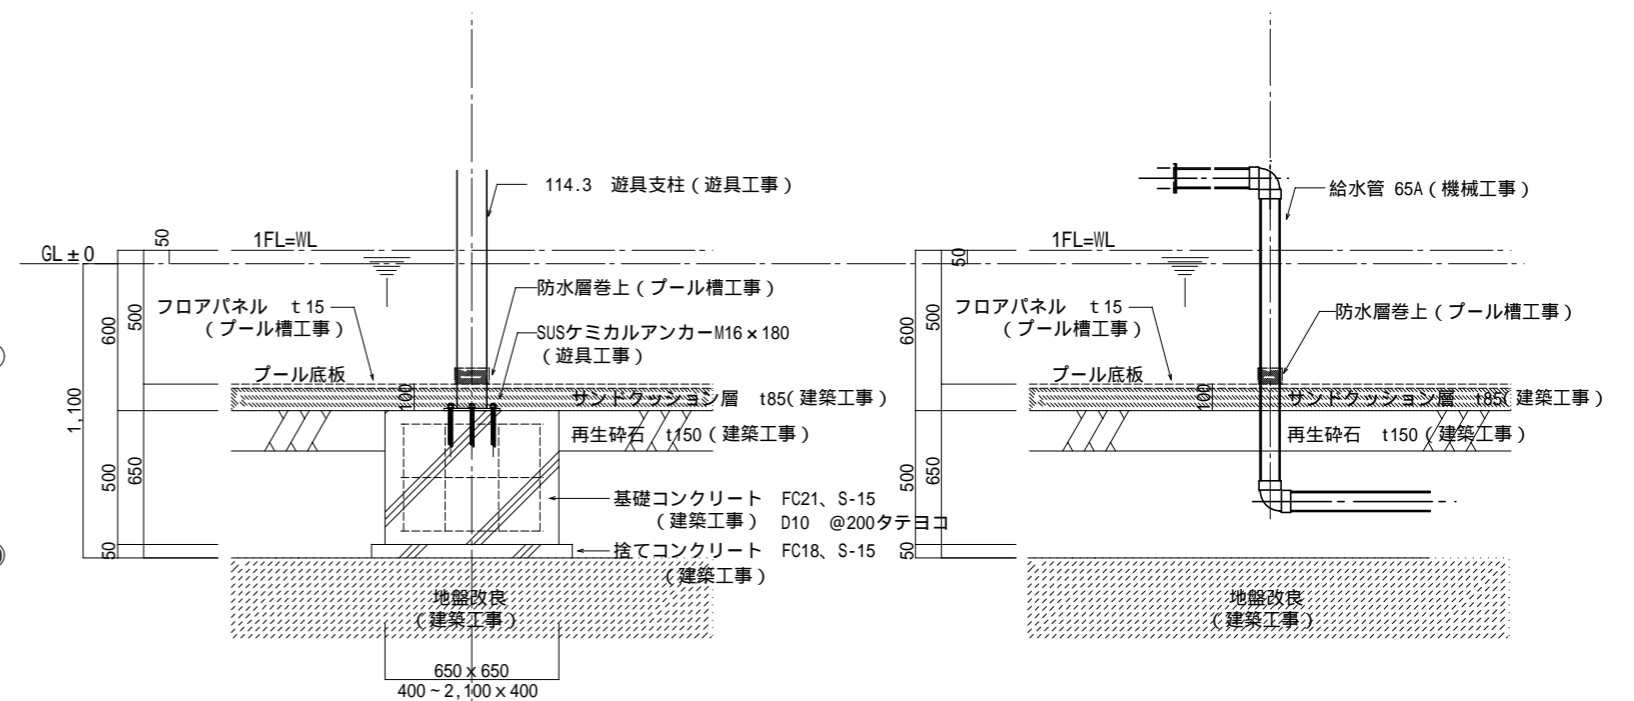 114.3 遊具支柱（遊具工事）
50
1FL=WL
GL±0
防水層巻上（プール槽工事）
フロアパネル t15
（プール槽工事）
SUSケミカルアンカーM16×180
（遊具工事）
600
500
プール底板
100
サンドクッション層 t85(建築工事）
1,100
再生砕石 t150（建築工事）
500
650
基礎コンクリート FC21、S-15
（建築工事） D10 @200タテヨコ
捨てコンクリート FC18、S-15
（建築工事）
50
地盤改良
（建築工事）
650×650
400~2,100×400
給水管 65A（機械工事）
50
1FL=WL
フロアパネル t15
（プール槽工事）
防水層巻上（プール槽工事）
600
500
プール底板
100
サンドクッション層 t85(建築工事）
再生砕石 t150（建築工事）
500
650
50
地盤改良
（建築工事）